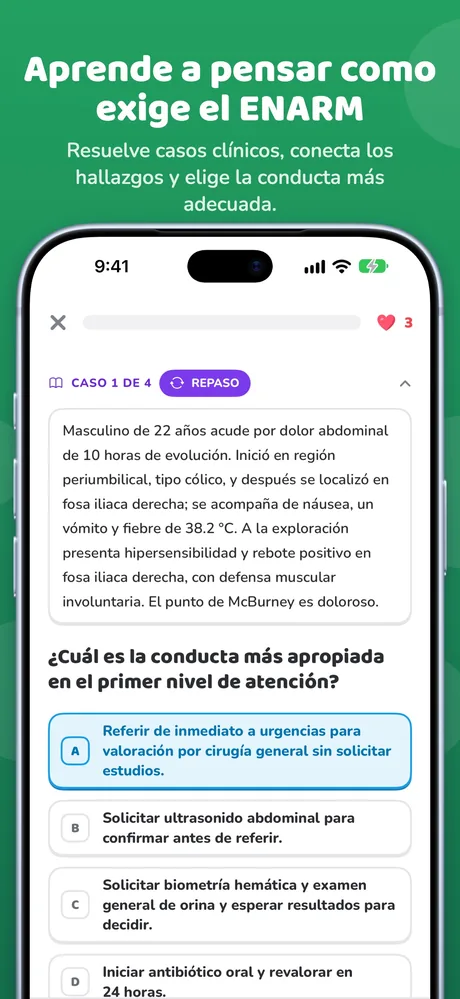 Aprende a pensar como
exige el ENARM
Resuelve casos clínicos, conecta los
hallazgos y elige la conducta más
adecuada.
9:41
3
CASO 1 DE 4
REPASO
Masculino de 22 años acude por dolor abdominal
de 10 horas de evolución. Inició en región
periumbilical, tipo cólico, y después se localizó en
fosa iliaca derecha; se acompaña de náusea, un
vómito y fiebre de 38.2 °C. A la exploración
presenta hipersensibilidad y rebote positivo en
fosa iliaca derecha, con defensa muscular
involuntaria. El punto de McBurney es doloroso.
¿Cuál es la conducta más apropiada
en el primer nivel de atención?
A
Referir de inmediato a urgencias para
valoración por cirugía general sin solicitar
estudios.
B
Solicitar ultrasonido abdominal para
confirmar antes de referir.
C
Solicitar biometría hemática y examen
general de orina y esperar resultados para
decidir.
D
Iniciar antibiótico oral y revalorar en
24 horas.